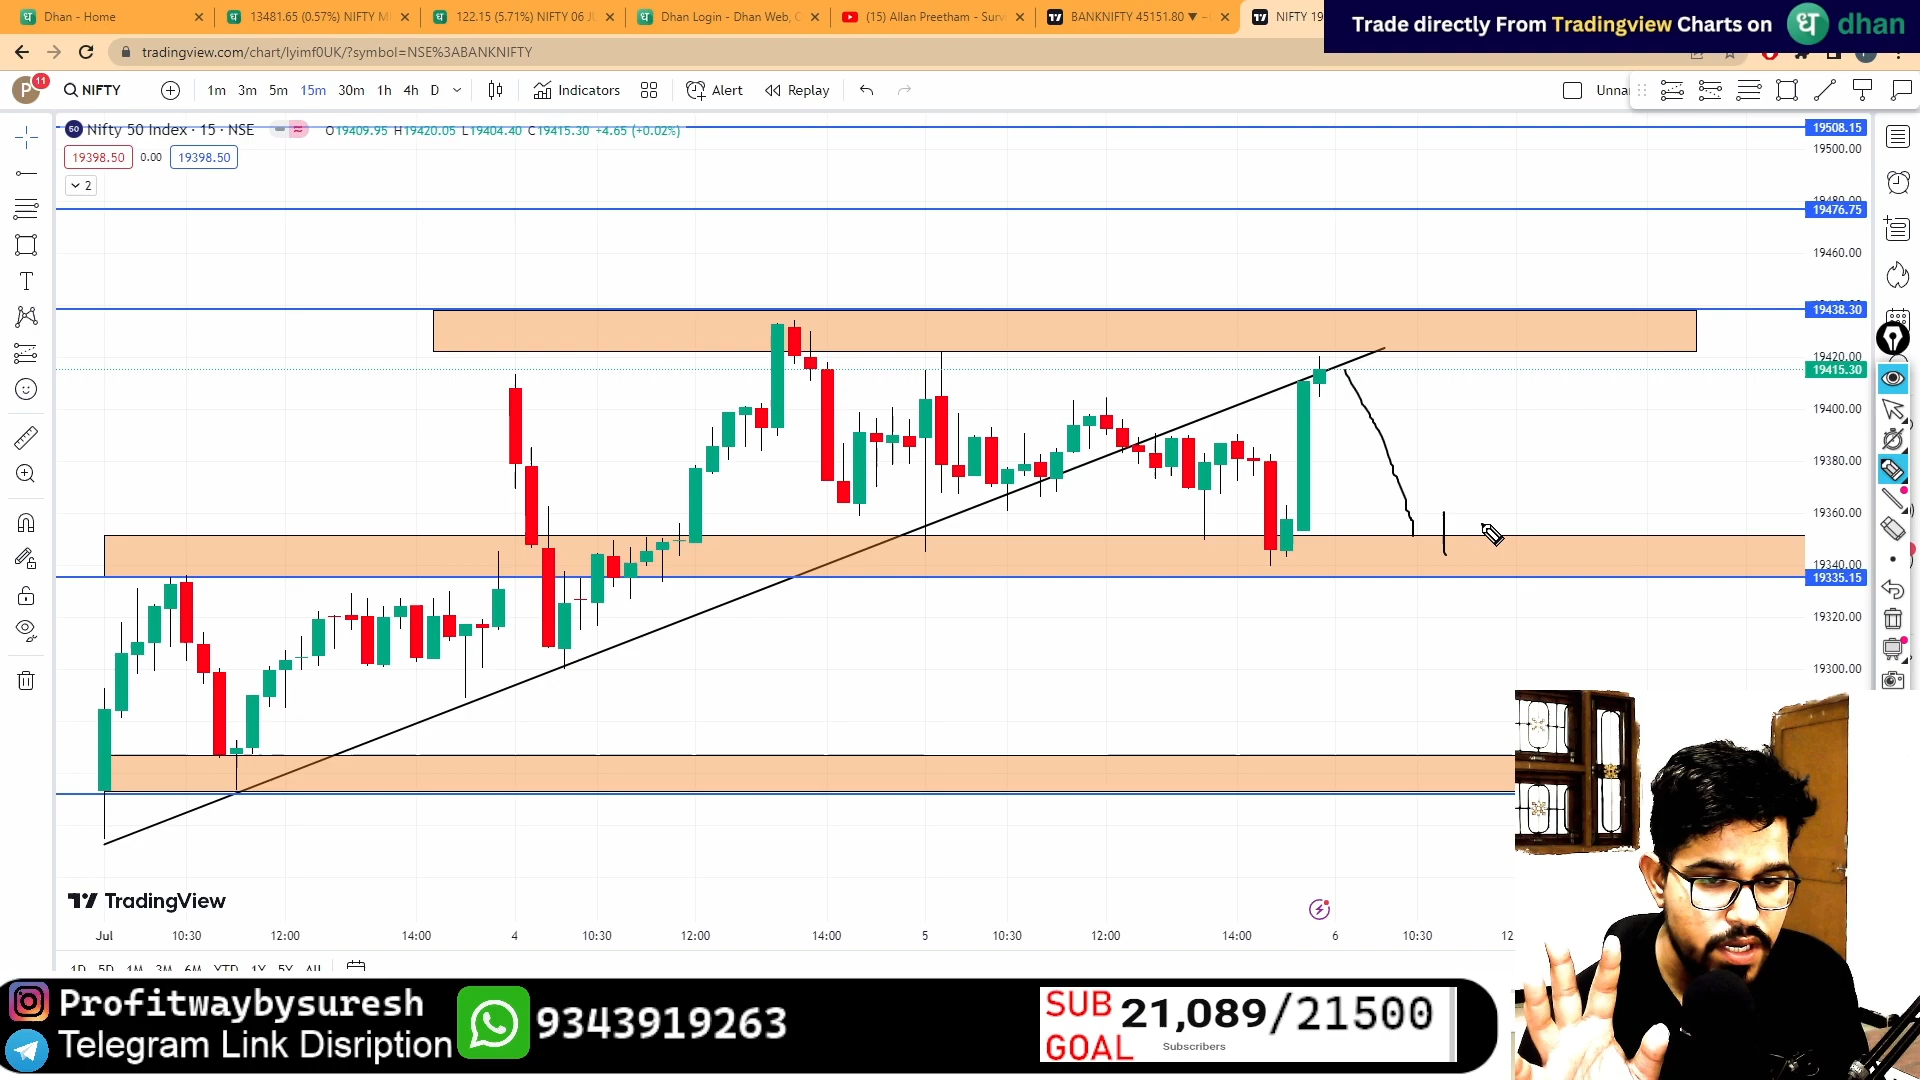 Dhan - Home
13481.65 (0.57%) NIFTY M
122.15 (5.71%) NIFTY 06 J
Dhan Login - Dhan Web, C
(15) Allan Preetham - Sur
BANKNIFTY 45151.80 ▼ -
NIFTY 19
Trade directly From Tradingview Charts on ध dhan
tradingview.com/chart/lyimf0UK/?symbol=NSE%3ABANKNIFTY
P 11 NIFTY 1m 3m 5m 15m 30m 1h 4h D Indicators Alert Replay Unna
50 Nifty 50 Index · 15 · NSE O19409.95 H19420.05 L19404.40 C19415.30 +4.65 (+0.02%)
19398.50 0.00 19398.50
2
19508.15
19500.00
19480.00
19476.75
19460.00
19438.30
19420.00
19415.30
19400.00
19380.00
19360.00
19340.00
19335.15
19320.00
19300.00
TradingView
Jul 10:30 12:00 14:00 4 10:30 12:00 14:00 5 10:30 12:00 14:00 6 10:30 12
1D 5D 1M 3M 6M YTD 1Y 5Y All
Profitwaybysuresh
Telegram Link Disription
9343919263
SUB GOAL 21,089/21500
Subscribers